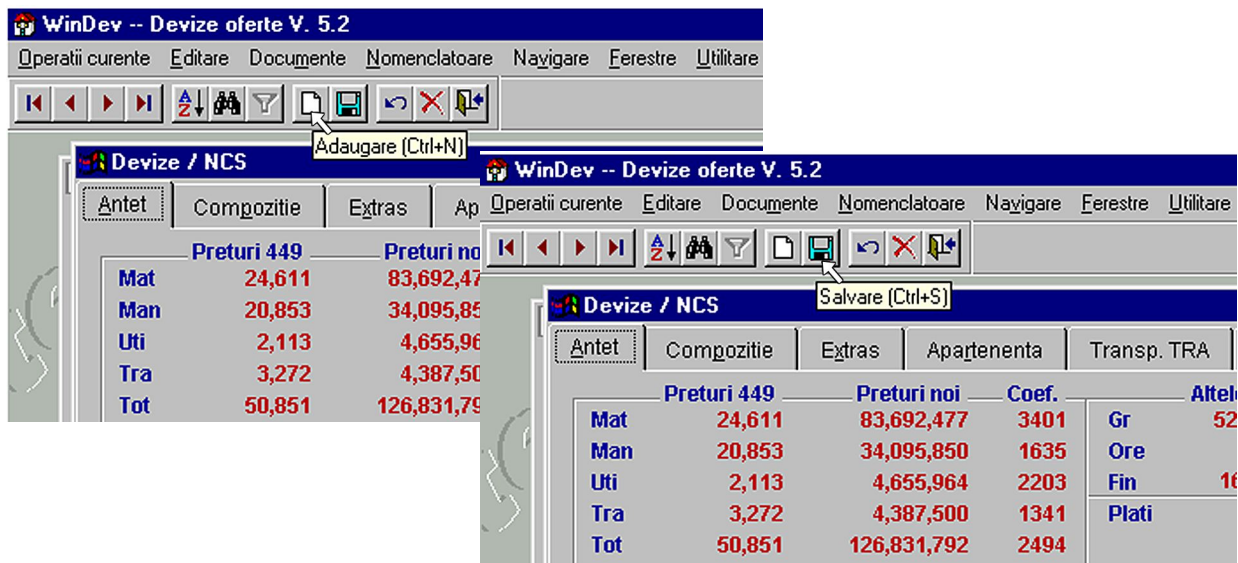 WinDev -- Devize oferte V. 5.2
Operatii curente Editare Documente Nomenclatoare Navigare Ferestre Utilitare
A Z
Adaugare (Ctrl+N)
Devize / NCS
Antet Compozitie Extras Ap
Preturi 449 Preturi no
Mat 24,611 83,692,47
Man 20,853 34,095,85
Uti 2,113 4,655,96
Tra 3,272 4,387,50
Tot 50,851 126,831,79
WinDev -- Devize oferte V. 5.2
Operatii curente Editare Documente Nomenclatoare Navigare Ferestre Utilitare
A Z
Salvare (Ctrl+S)
Devize / NCS
Antet Compozitie Extras Apartenenta Transp. TRA
Preturi 449 Preturi noi Coef. Altel
Mat 24,611 83,692,477 3401 Gr 52
Man 20,853 34,095,850 1635 Ore
Uti 2,113 4,655,964 2203 Fin 16
Tra 3,272 4,387,500 1341 Plati
Tot 50,851 126,831,792 2494